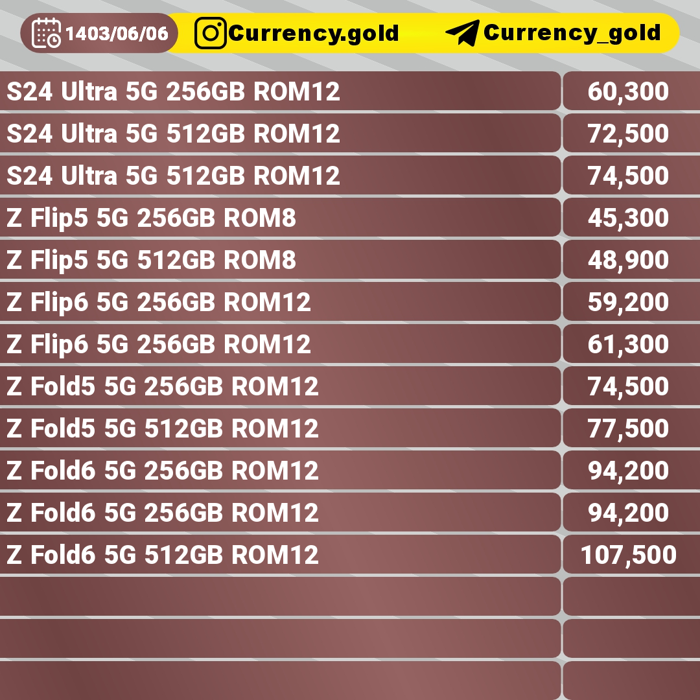 1403/06/06 Currency.gold Currency_gold
S24 Ultra 5G 256GB ROM12 60,300
S24 Ultra 5G 512GB ROM12 72,500
S24 Ultra 5G 512GB ROM12 74,500
Z Flip5 5G 256GB ROM8 45,300
Z Flip5 5G 512GB ROM8 48,900
Z Flip6 5G 256GB ROM12 59,200
Z Flip6 5G 256GB ROM12 61,300
Z Fold5 5G 256GB ROM12 74,500
Z Fold5 5G 512GB ROM12 77,500
Z Fold6 5G 256GB ROM12 94,200
Z Fold6 5G 256GB ROM12 94,200
Z Fold6 5G 512GB ROM12 107,500